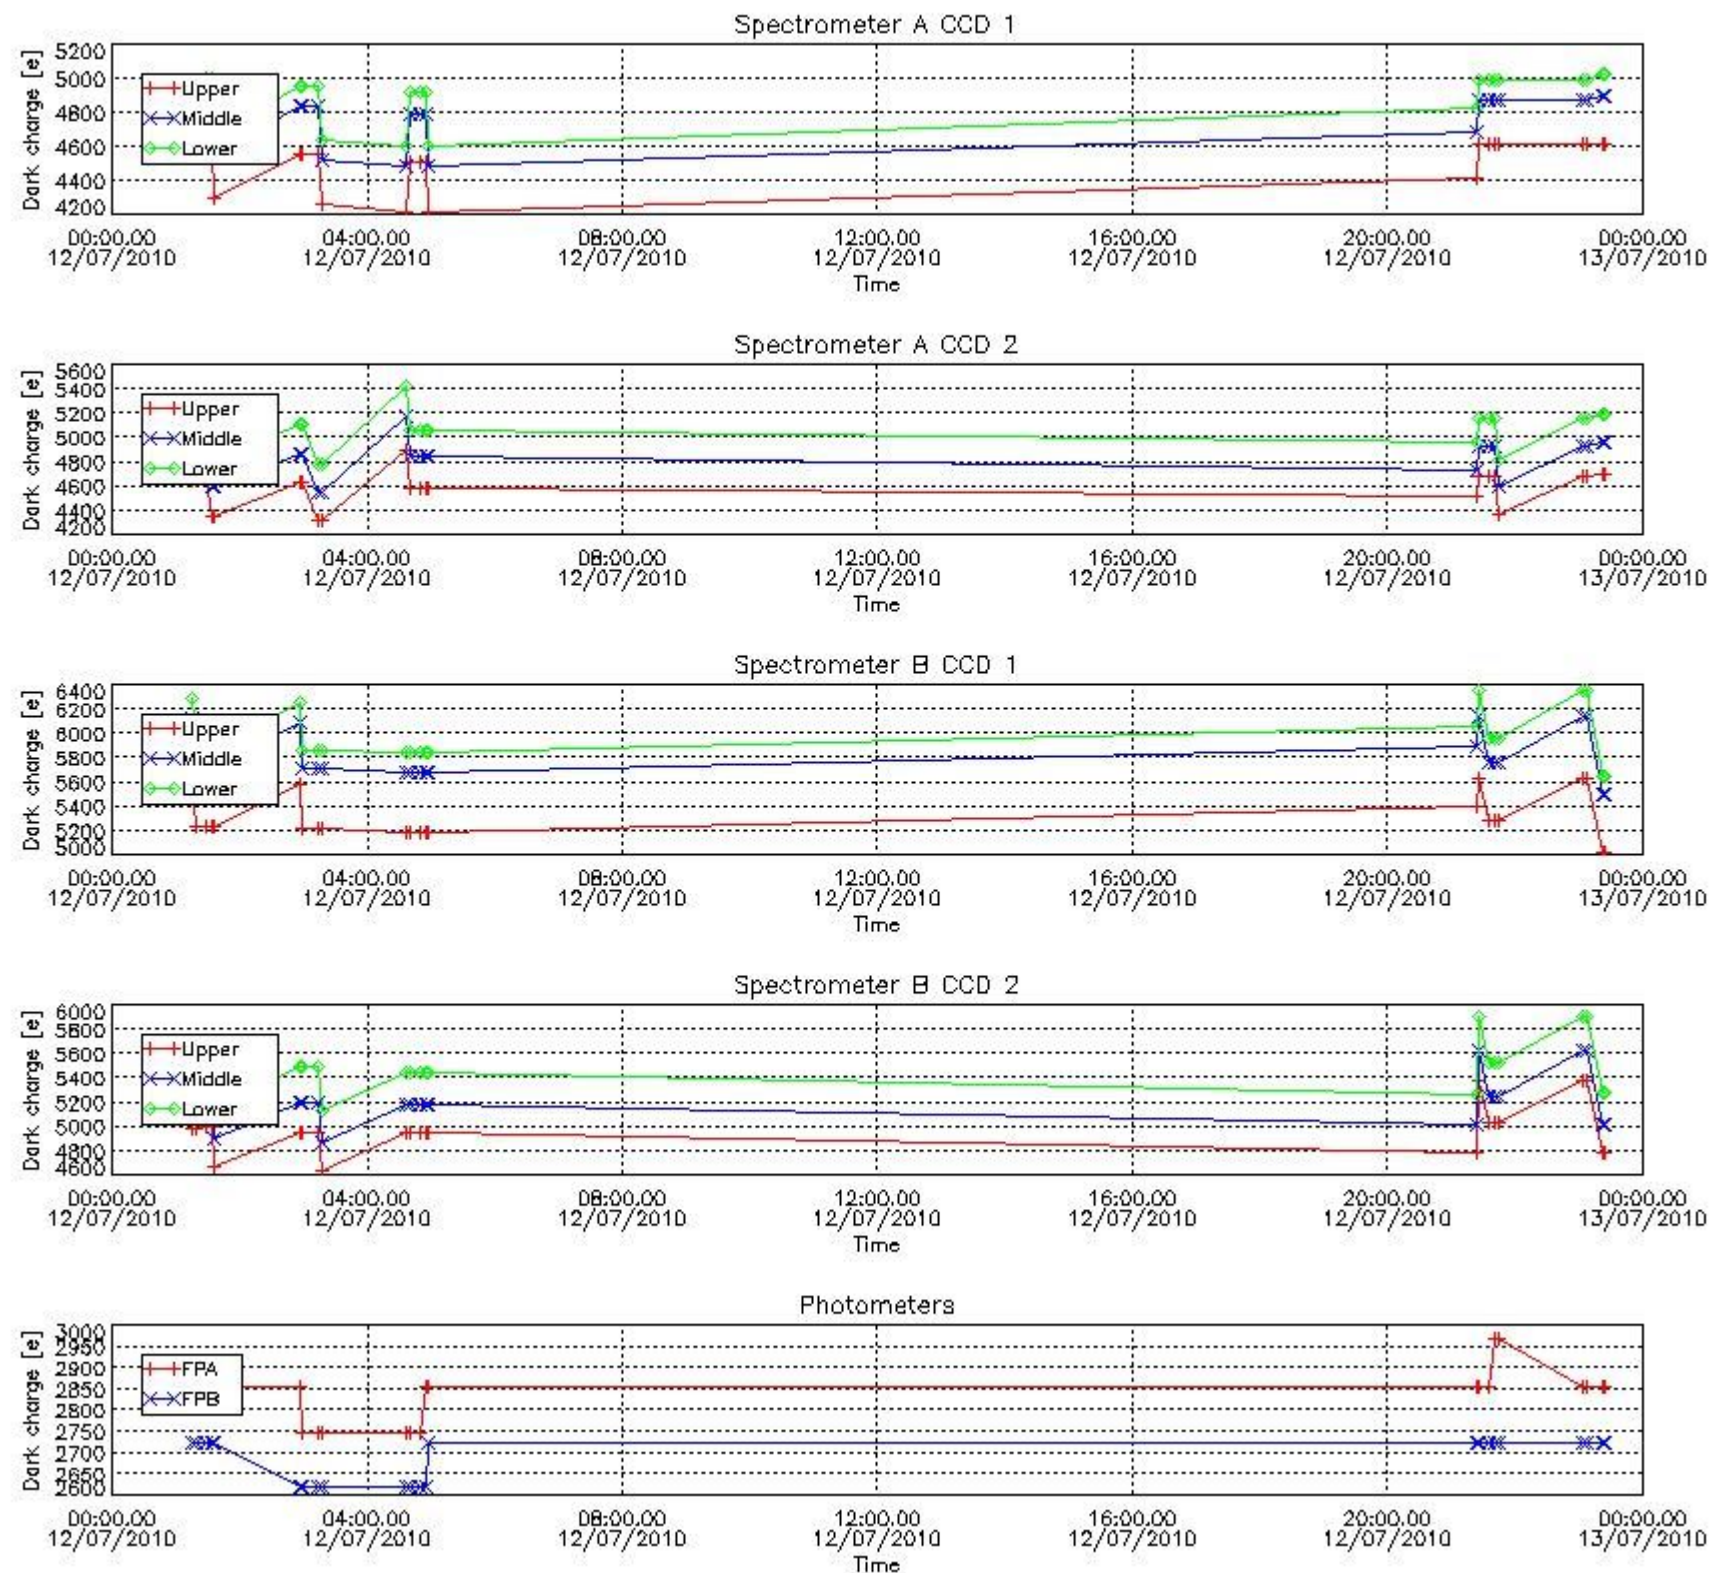 Spectrometer A CCD 1
Dark charge [e]
5200
5000
4800
4600
4400
4200
Upper
Middle
Lower
00:00.00 04:00.00 08:00.00 12:00.00 16:00.00 20:00.00 00:00.00
12/07/2010 12/07/2010 12/07/2010 12/07/2010 12/07/2010 12/07/2010 13/07/2010
Time
Spectrometer A CCD 2
Dark charge [e]
5600
5400
5200
5000
4800
4600
4400
4200
Upper
Middle
Lower
00:00.00 04:00.00 08:00.00 12:00.00 16:00.00 20:00.00 00:00.00
12/07/2010 12/07/2010 12/07/2010 12/07/2010 12/07/2010 12/07/2010 13/07/2010
Time
Spectrometer B CCD 1
Dark charge [e]
6400
6200
6000
5800
5600
5400
5200
5000
Upper
Middle
Lower
00:00.00 04:00.00 08:00.00 12:00.00 16:00.00 20:00.00 00:00.00
12/07/2010 12/07/2010 12/07/2010 12/07/2010 12/07/2010 12/07/2010 13/07/2010
Time
Spectrometer B CCD 2
Dark charge [e]
6000
5800
5600
5400
5200
5000
4800
4600
Upper
Middle
Lower
00:00.00 04:00.00 08:00.00 12:00.00 16:00.00 20:00.00 00:00.00
12/07/2010 12/07/2010 12/07/2010 12/07/2010 12/07/2010 12/07/2010 13/07/2010
Time
Photometers
Dark charge [e]
3000
2950
2900
2850
2800
2750
2700
2650
2600
FPA
FPB
00:00.00 04:00.00 08:00.00 12:00.00 16:00.00 20:00.00 00:00.00
12/07/2010 12/07/2010 12/07/2010 12/07/2010 12/07/2010 12/07/2010 13/07/2010
Time